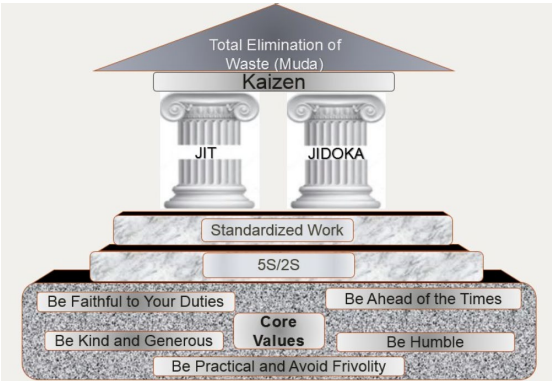 Total Elimination of
Waste (Muda)
Kaizen
JIT
JIDOKA
Standardized Work
5S/2S
Be Faithful to Your Duties
Be Ahead of the Times
Core
Values
Be Kind and Generous
Be Humble
Be Practical and Avoid Frivolity